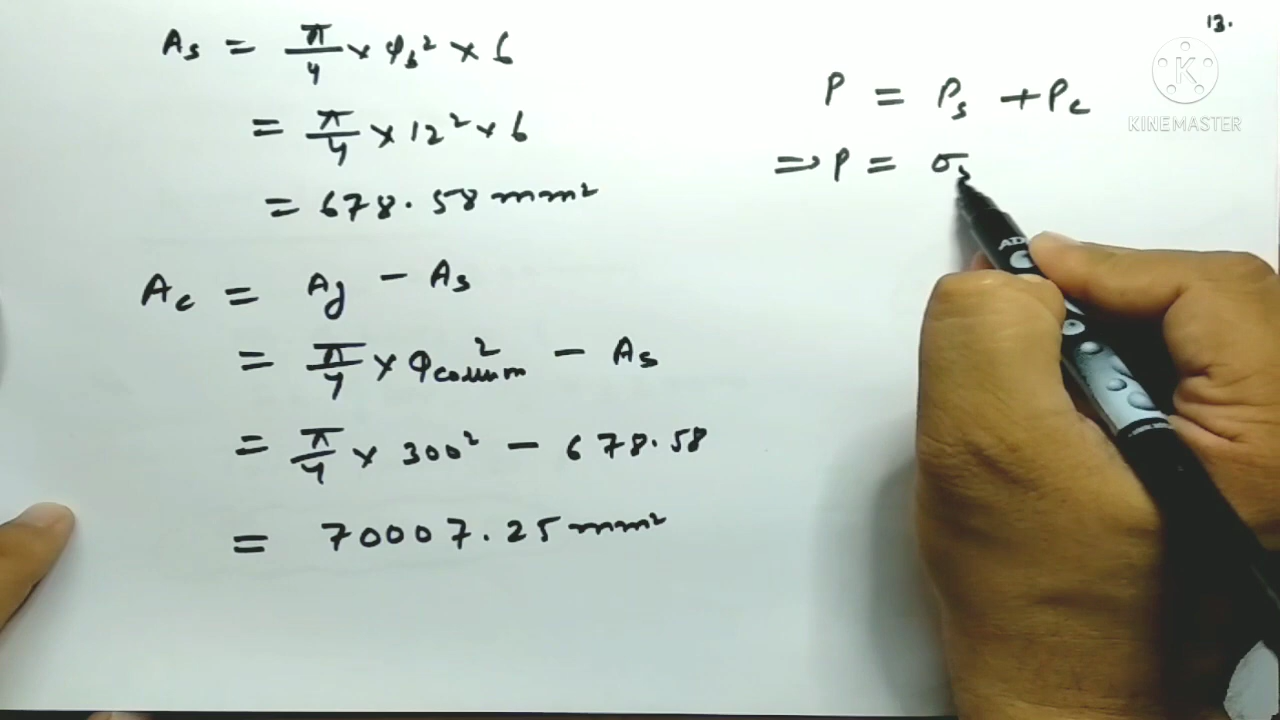 13.
K
KINEMASTER
As = π/4 × φs² × 6
= π/4 × 12² × 6
= 678.58 mm²
Ac = Ag − As
= π/4 × φcolumn² − As
= π/4 × 300² − 678.58
= 70007.25 mm²
P = Ps + Pc
⇒ P = σs